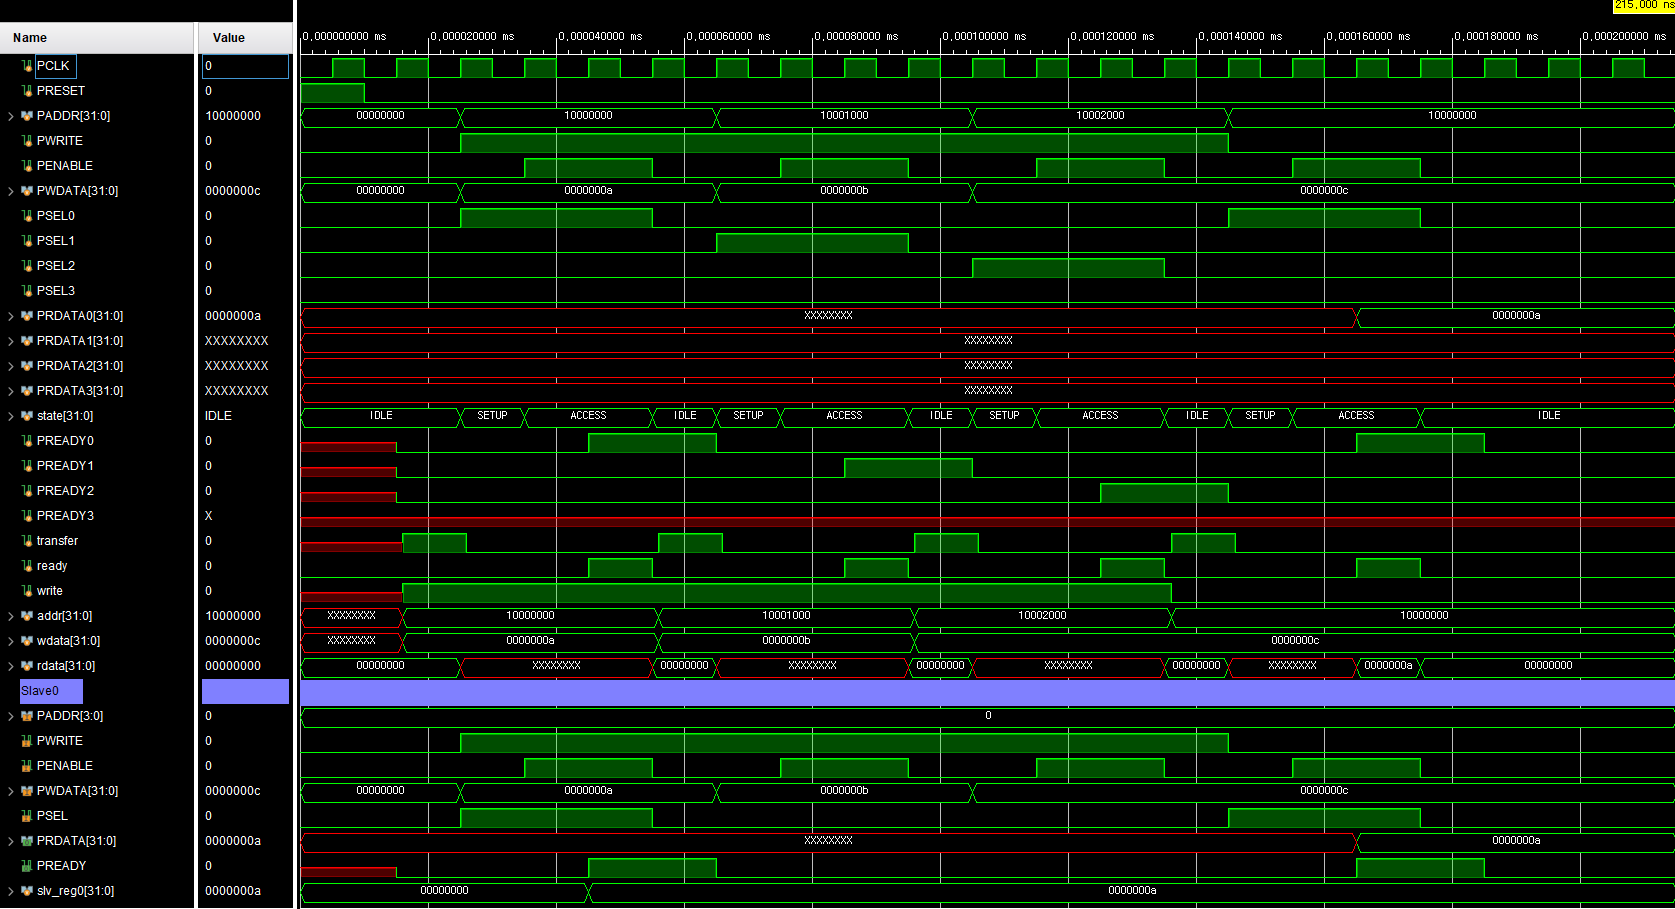 215,000 ns
Name Value
0,000000000 ms 0,000020000 ms 0,000040000 ms 0,000060000 ms 0,000080000 ms 0,000100000 ms 0,000120000 ms 0,000140000 ms 0,000160000 ms 0,000180000 ms 0,000200000 ms
PCLK 0
PRESET 0
PADDR[31:0] 10000000 00000000 10000000 10001000 10002000 10000000
PWRITE 0
PENABLE 0
PWDATA[31:0] 0000000c 00000000 0000000a 0000000b 0000000c
PSEL0 0
PSEL1 0
PSEL2 0
PSEL3 0
PRDATA0[31:0] 0000000a XXXXXXXX 0000000a
PRDATA1[31:0] XXXXXXXX XXXXXXXX
PRDATA2[31:0] XXXXXXXX XXXXXXXX
PRDATA3[31:0] XXXXXXXX XXXXXXXX
state[31:0] IDLE IDLE SETUP ACCESS IDLE SETUP ACCESS IDLE SETUP ACCESS IDLE SETUP ACCESS IDLE
PREADY0 0
PREADY1 0
PREADY2 0
PREADY3 X
transfer 0
ready 0
write 0
addr[31:0] 10000000 XXXXXXXX 10000000 10001000 10002000 10000000
wdata[31:0] 0000000c XXXXXXXX 0000000a 0000000b 0000000c
rdata[31:0] 00000000 00000000 XXXXXXXX 00000000 XXXXXXXX 00000000 XXXXXXXX 00000000 XXXXXXXX 0000000a 00000000
Slave0
PADDR[3:0] 0 0
PWRITE 0
PENABLE 0
PWDATA[31:0] 0000000c 00000000 0000000a 0000000b 0000000c
PSEL 0
PRDATA[31:0] 0000000a XXXXXXXX 0000000a
PREADY 0
slv_reg0[31:0] 0000000a 00000000 0000000a